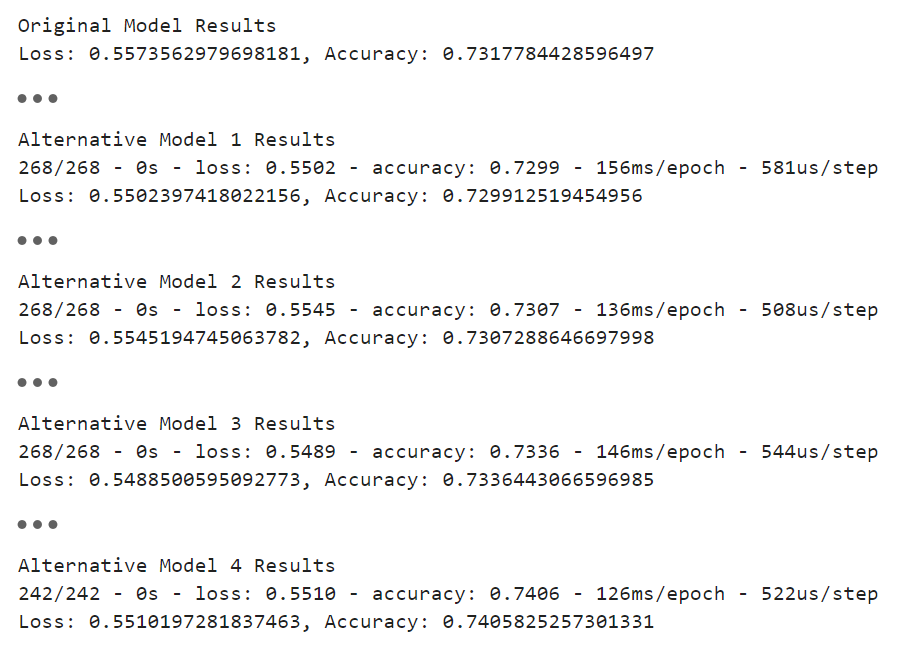 Original Model Results
Loss: 0.5573562979698181, Accuracy: 0.7317784428596497
•••
Alternative Model 1 Results
268/268 - 0s - loss: 0.5502 - accuracy: 0.7299 - 156ms/epoch - 581us/step
Loss: 0.5502397418022156, Accuracy: 0.729912519454956
•••
Alternative Model 2 Results
268/268 - 0s - loss: 0.5545 - accuracy: 0.7307 - 136ms/epoch - 508us/step
Loss: 0.5545194745063782, Accuracy: 0.7307288646697998
•••
Alternative Model 3 Results
268/268 - 0s - loss: 0.5489 - accuracy: 0.7336 - 146ms/epoch - 544us/step
Loss: 0.5488500595092773, Accuracy: 0.7336443066596985
•••
Alternative Model 4 Results
242/242 - 0s - loss: 0.5510 - accuracy: 0.7406 - 126ms/epoch - 522us/step
Loss: 0.5510197281837463, Accuracy: 0.7405825257301331